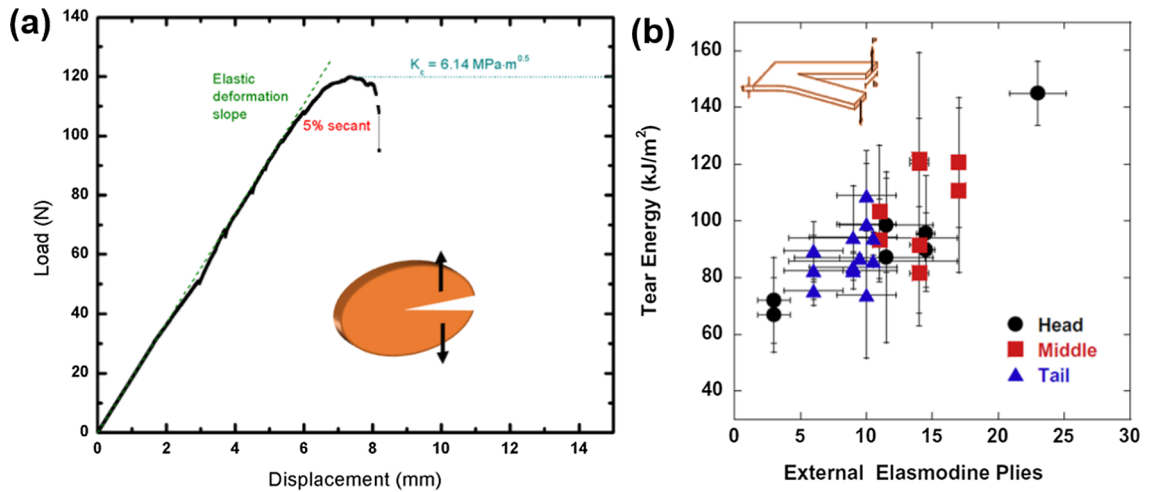 (a)
140
120
100
80
60
40
20
0
Load (N)
0 2 4 6 8 10 12 14
Displacement (mm)
Elastic
deformation
slope
5% secant
K_c = 6.14 MPa·m^0.5
(b)
160
140
120
100
80
60
40
Tear Energy (kJ/m²)
0 5 10 15 20 25 30
External Elasmodine Plies
Head
Middle
Tail